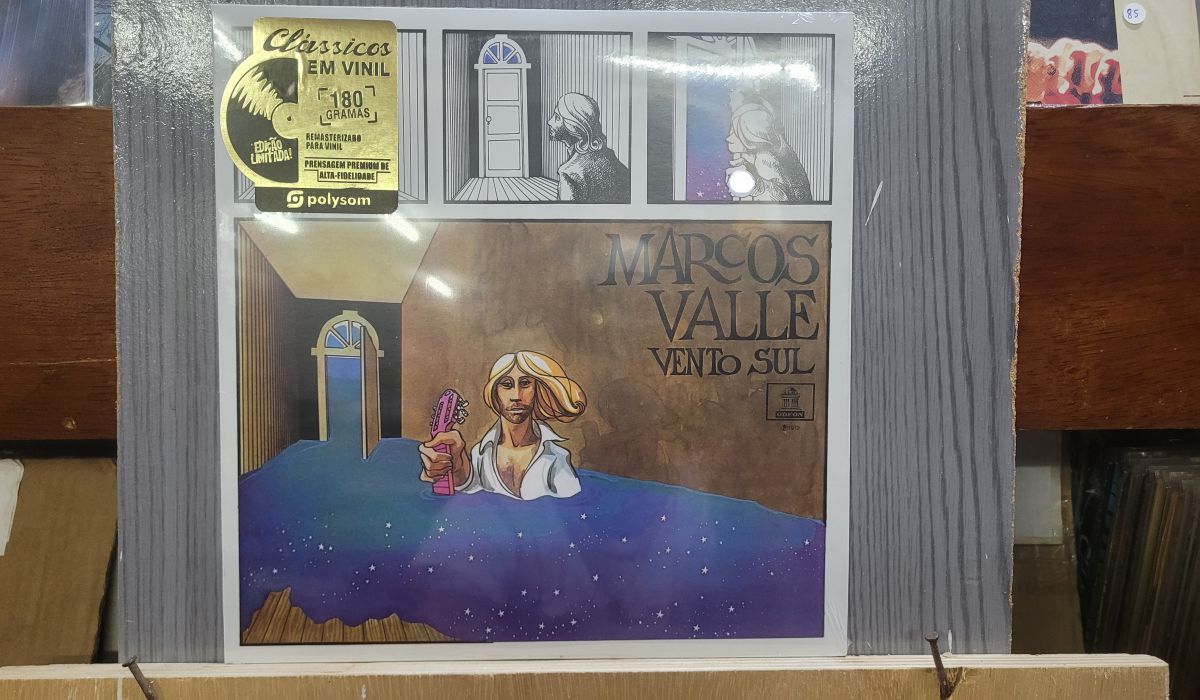 Clássicos
EM VINIL
180
GRAMAS
REMASTERIZADO
PARA VINIL
EDIÇÃO
LIMITADA!
PRENSAGEM PREMIUM DE
ALTA-FIDELIDADE
polysom
MARCOS
VALLE
VENTO SUL
ODEON
85